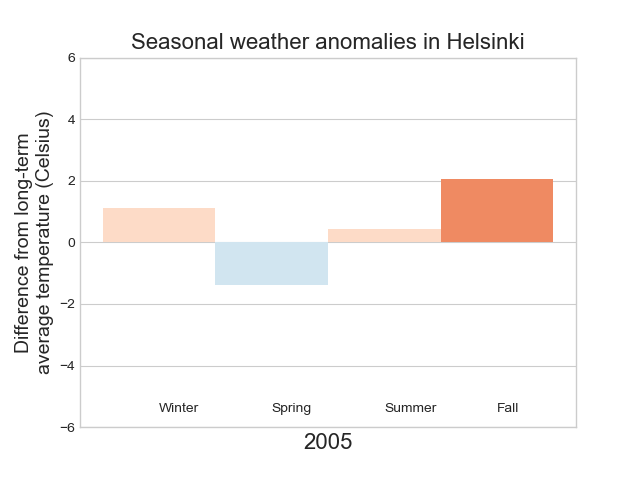 Seasonal weather anomalies in Helsinki
Difference from long-term
average temperature (Celsius)
6
4
2
0
−2
−4
−6
Winter Spring Summer Fall
2005